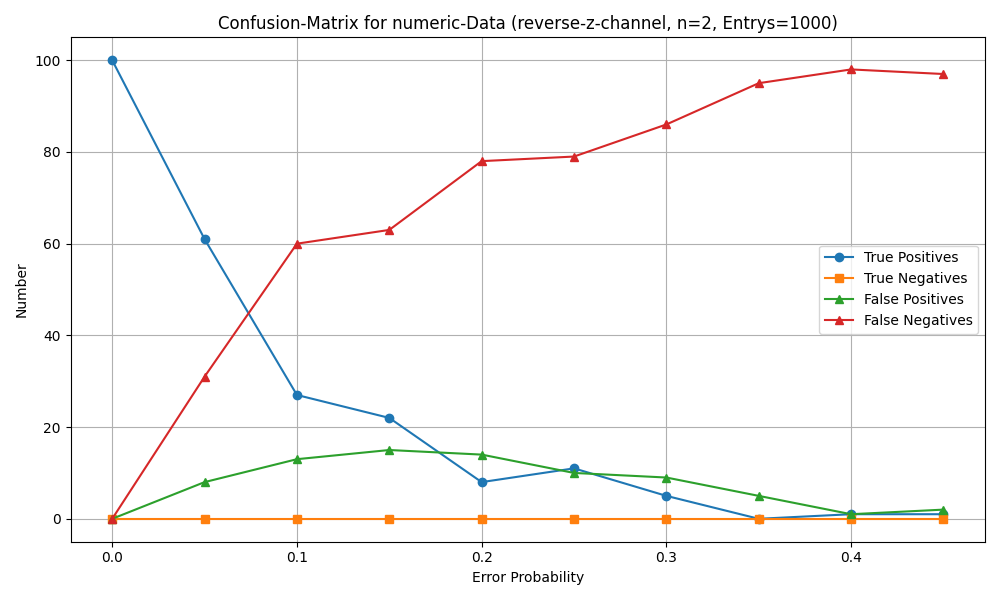 Confusion-Matrix for numeric-Data (reverse-z-channel, n=2, Entrys=1000)
100
80
60
40
20
0
Number
True Positives
True Negatives
False Positives
False Negatives
0.0 0.1 0.2 0.3 0.4
Error Probability